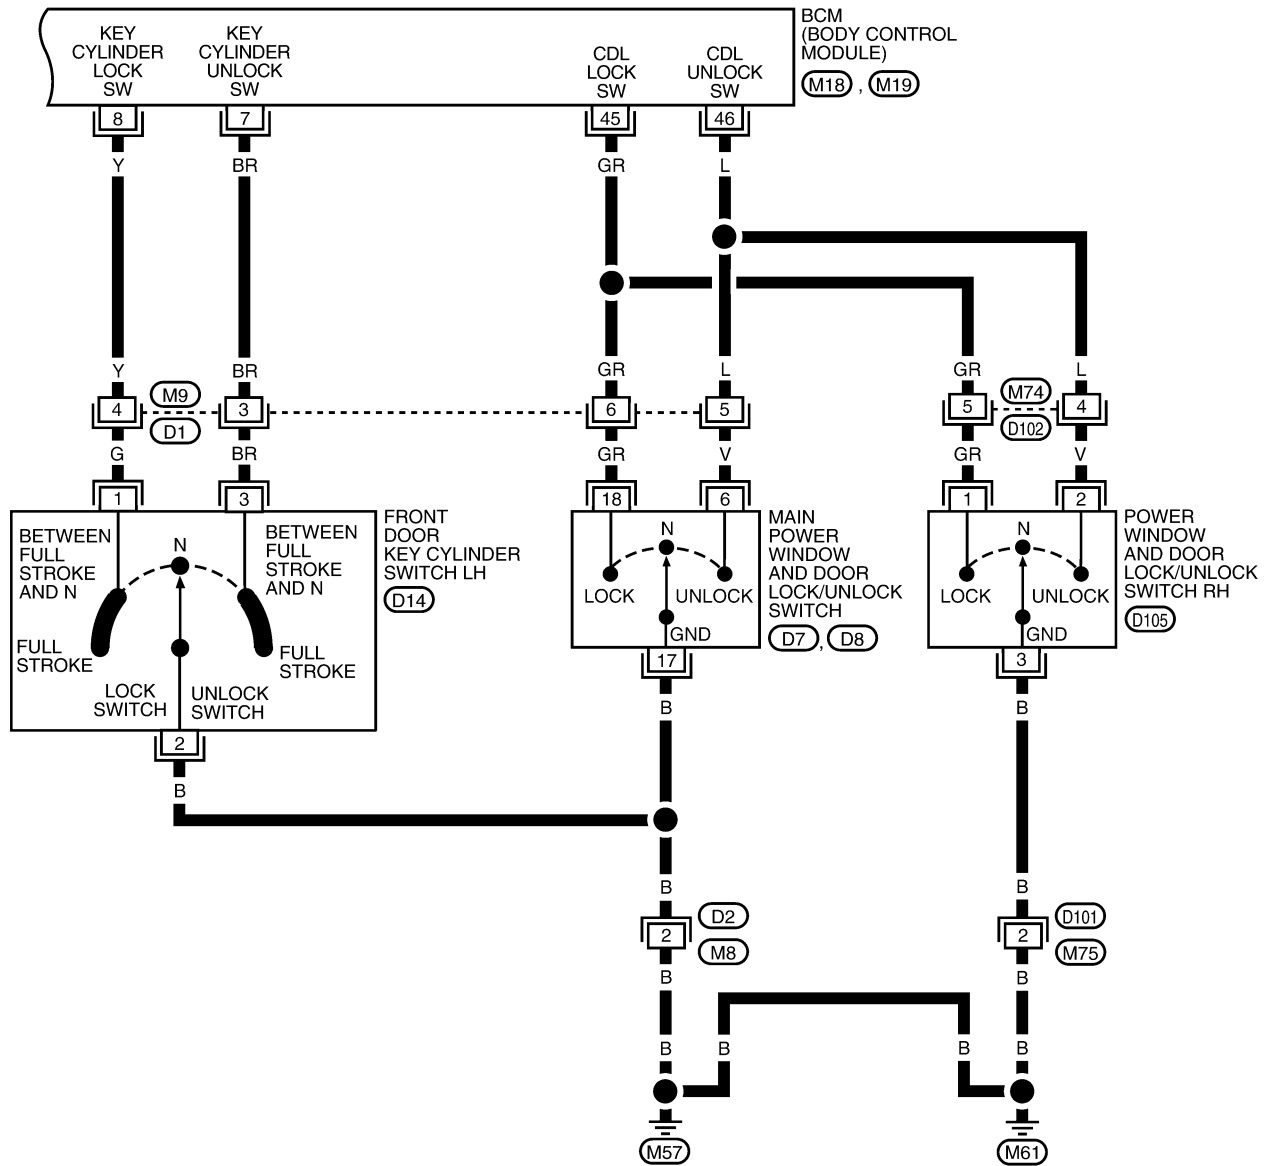 BCM
(BODY CONTROL
MODULE)
M18 , M19
KEY
CYLINDER
LOCK
SW
KEY
CYLINDER
UNLOCK
SW
CDL
LOCK
SW
CDL
UNLOCK
SW
8 7 45 46
Y BR GR L
Y BR GR L GR L
4 M9 3 6 5 5 M74 4
D1 D102
G BR GR V GR V
1 3 18 6 1 2
BETWEEN
FULL
STROKE
AND N
N
BETWEEN
FULL
STROKE
AND N
FULL
STROKE
FULL
STROKE
LOCK
SWITCH
UNLOCK
SWITCH
FRONT
DOOR
KEY CYLINDER
SWITCH LH
D14
N
LOCK UNLOCK
GND
MAIN
POWER
WINDOW
AND DOOR
LOCK/UNLOCK
SWITCH
D7 , D8
N
LOCK UNLOCK
GND
POWER
WINDOW
AND DOOR
LOCK/UNLOCK
SWITCH RH
D105
2 17 3
B B B
B B
2 D2 2 D101
M8 M75
B B
B B B B
M57 M61